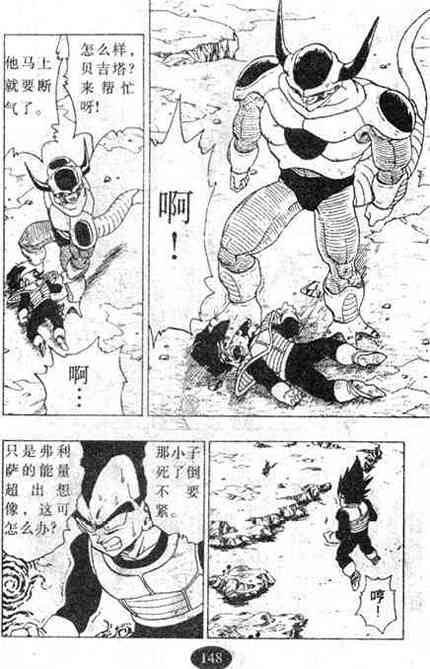 啊！
怎么样，
贝吉塔？
来帮忙
呀！
他马上
就要断
气了。
啊…
哼！
那小子
死了倒
不要
紧。
只是弗利
萨的能量
超出想
像，这可
怎么办？
148